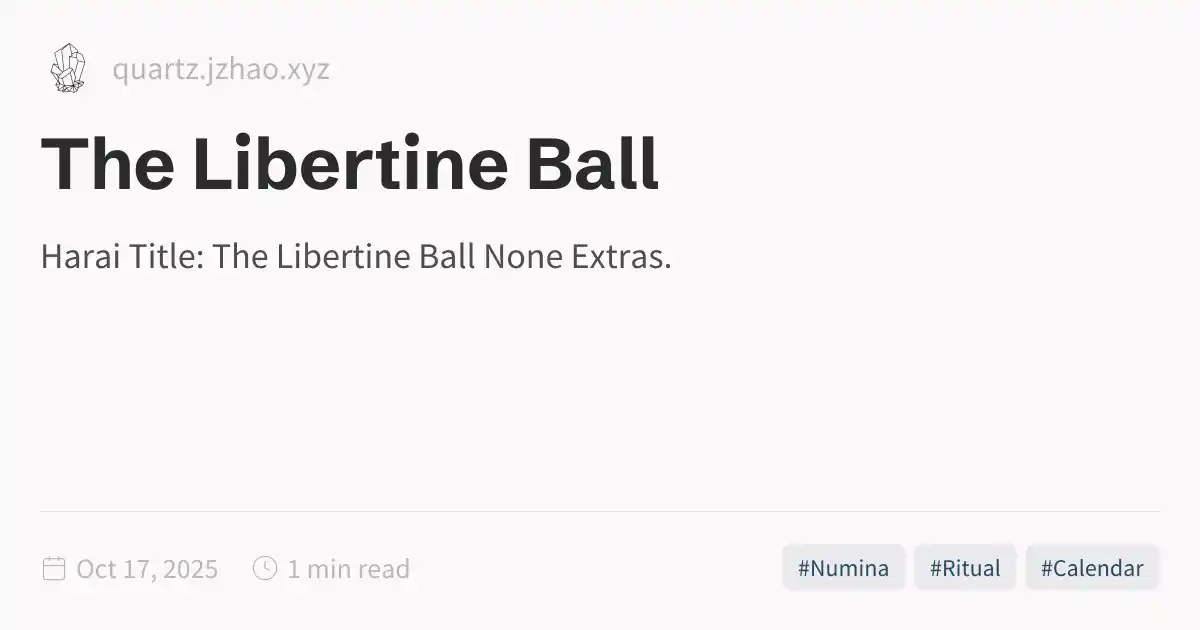 quartz.jzhao.xyz
The Libertine Ball
Harai Title: The Libertine Ball None Extras.
Oct 17, 2025 1 min read #Numina #Ritual #Calendar